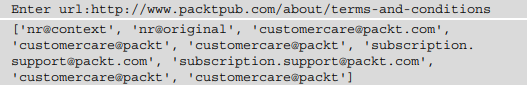 Enter url:http://www.packtpub.com/about/terms-and-conditions
['nr@context', 'nr@original', 'customercare@packt.com',
'customercare@packt', 'customercare@packt', 'subscription.
support@packt.com', 'subscription.support@packt.com',
'customercare@packt', 'customercare@packt']